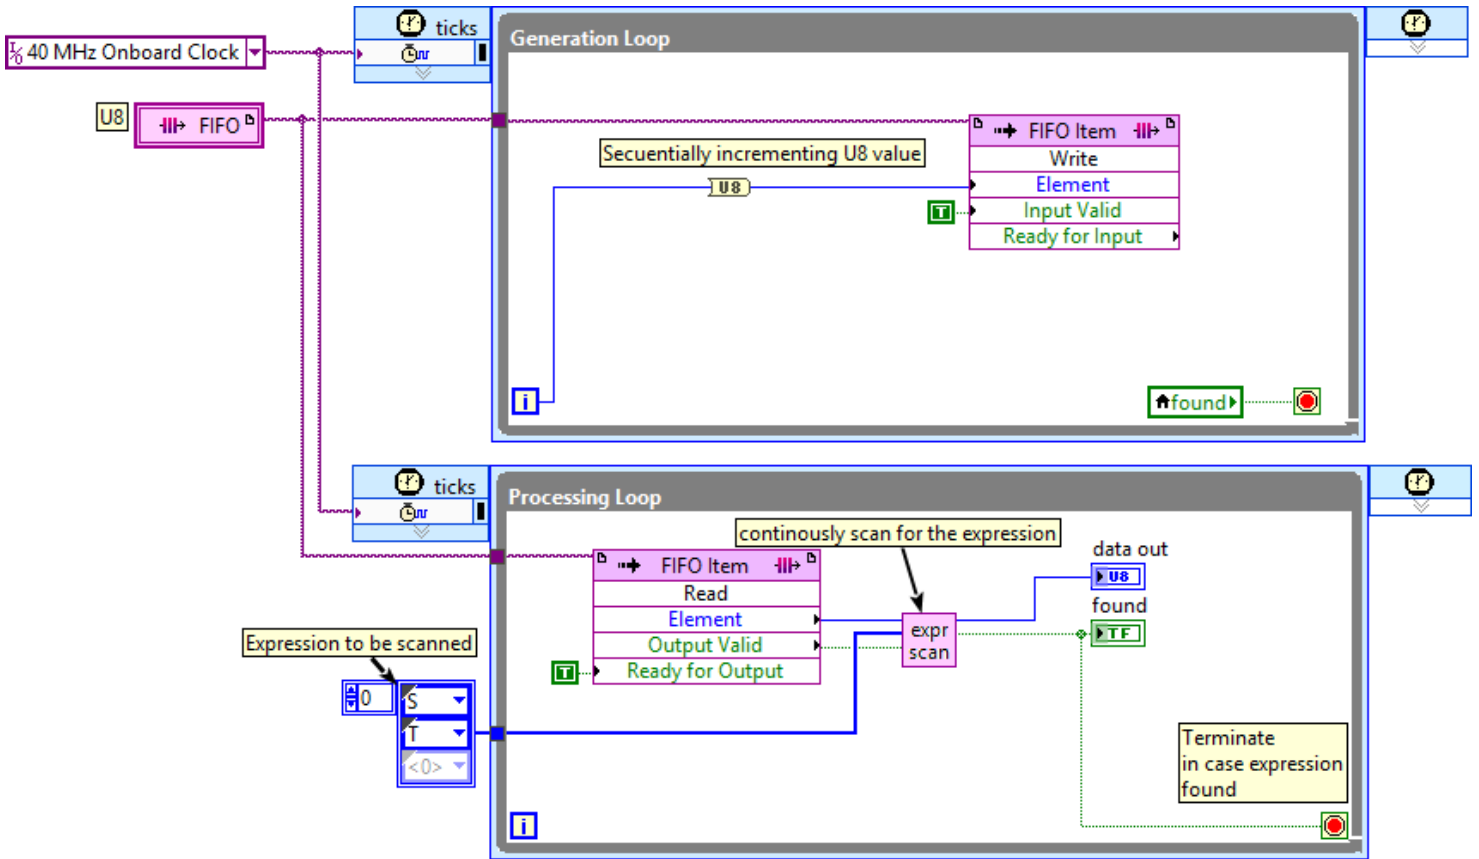 ticks
Generation Loop
40 MHz Onboard Clock
U8
FIFO
FIFO Item
Secuentially incrementing U8 value
Write
U8
Element
T
Input Valid
Ready for Input
i
found
ticks
Processing Loop
continously scan for the expression
FIFO Item
data out
U8
Read
found
Element
expr
scan
TF
Expression to be scanned
Output Valid
T
Ready for Output
0
S
T
<0>
Terminate
in case expression
found
i